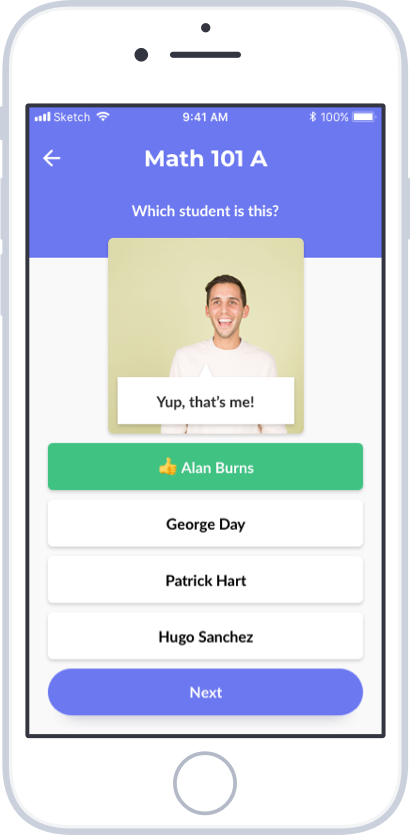 Sketch 9:41 AM 100%
Math 101 A
Which student is this?
Yup, that's me!
👍 Alan Burns
George Day
Patrick Hart
Hugo Sanchez
Next